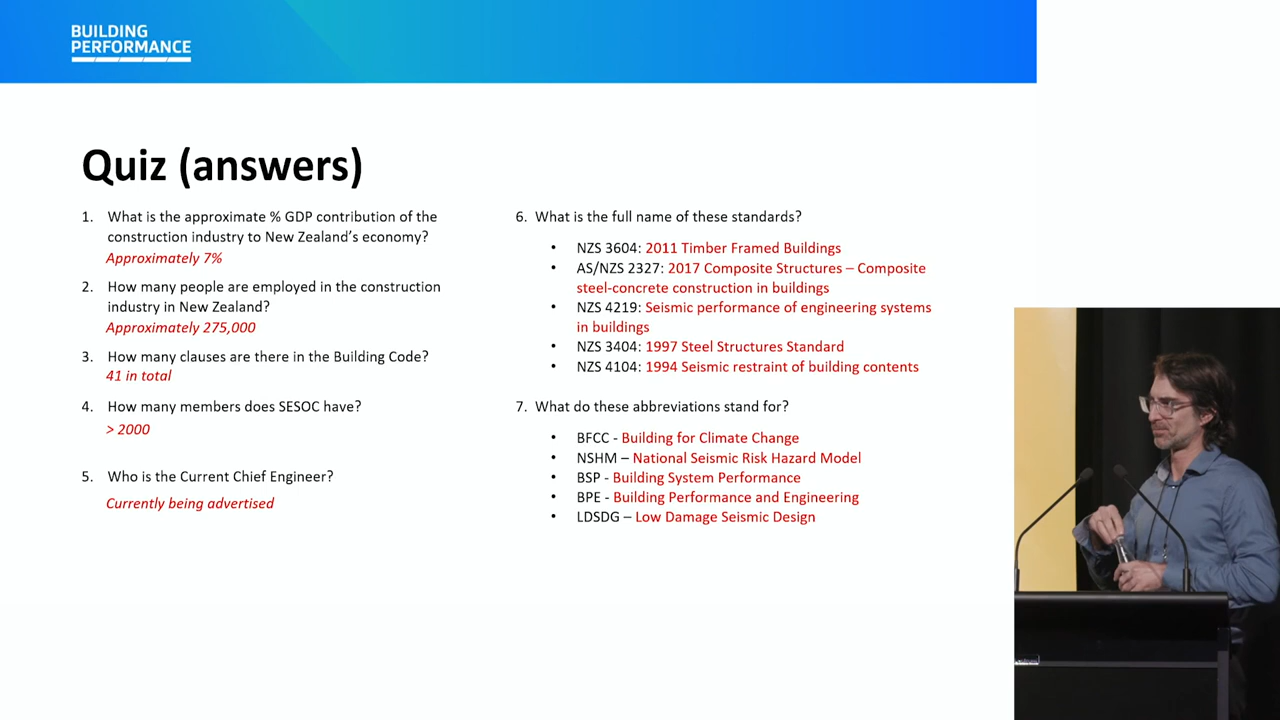 BUILDING
PERFORMANCE
Quiz (answers)
1. What is the approximate % GDP contribution of the
construction industry to New Zealand's economy?
Approximately 7%
2. How many people are employed in the construction
industry in New Zealand?
Approximately 275,000
3. How many clauses are there in the Building Code?
41 in total
4. How many members does SESOC have?
> 2000
5. Who is the Current Chief Engineer?
Currently being advertised
6. What is the full name of these standards?
• NZS 3604: 2011 Timber Framed Buildings
• AS/NZS 2327: 2017 Composite Structures – Composite
steel-concrete construction in buildings
• NZS 4219: Seismic performance of engineering systems
in buildings
• NZS 3404: 1997 Steel Structures Standard
• NZS 4104: 1994 Seismic restraint of building contents
7. What do these abbreviations stand for?
• BFCC - Building for Climate Change
• NSHM – National Seismic Risk Hazard Model
• BSP - Building System Performance
• BPE - Building Performance and Engineering
• LDSDG – Low Damage Seismic Design